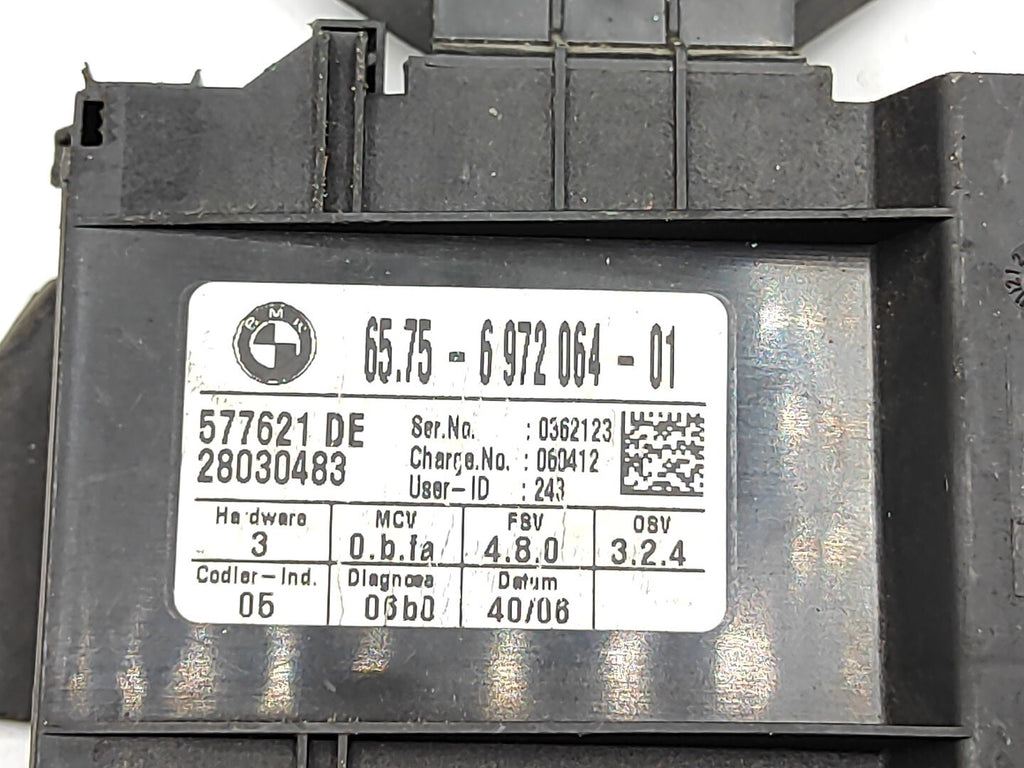 BMW
65.75 - 6 972 064 - 01
577621 DE
28030483
Ser.No. : 0362123
Charge.No. : 060412
User-ID : 243
Hardware MCV FSV OSV
3 0.b.fa 4.8.0 3.2.4
Codier-Ind. Diagnose Datum
05 06b0 40/06